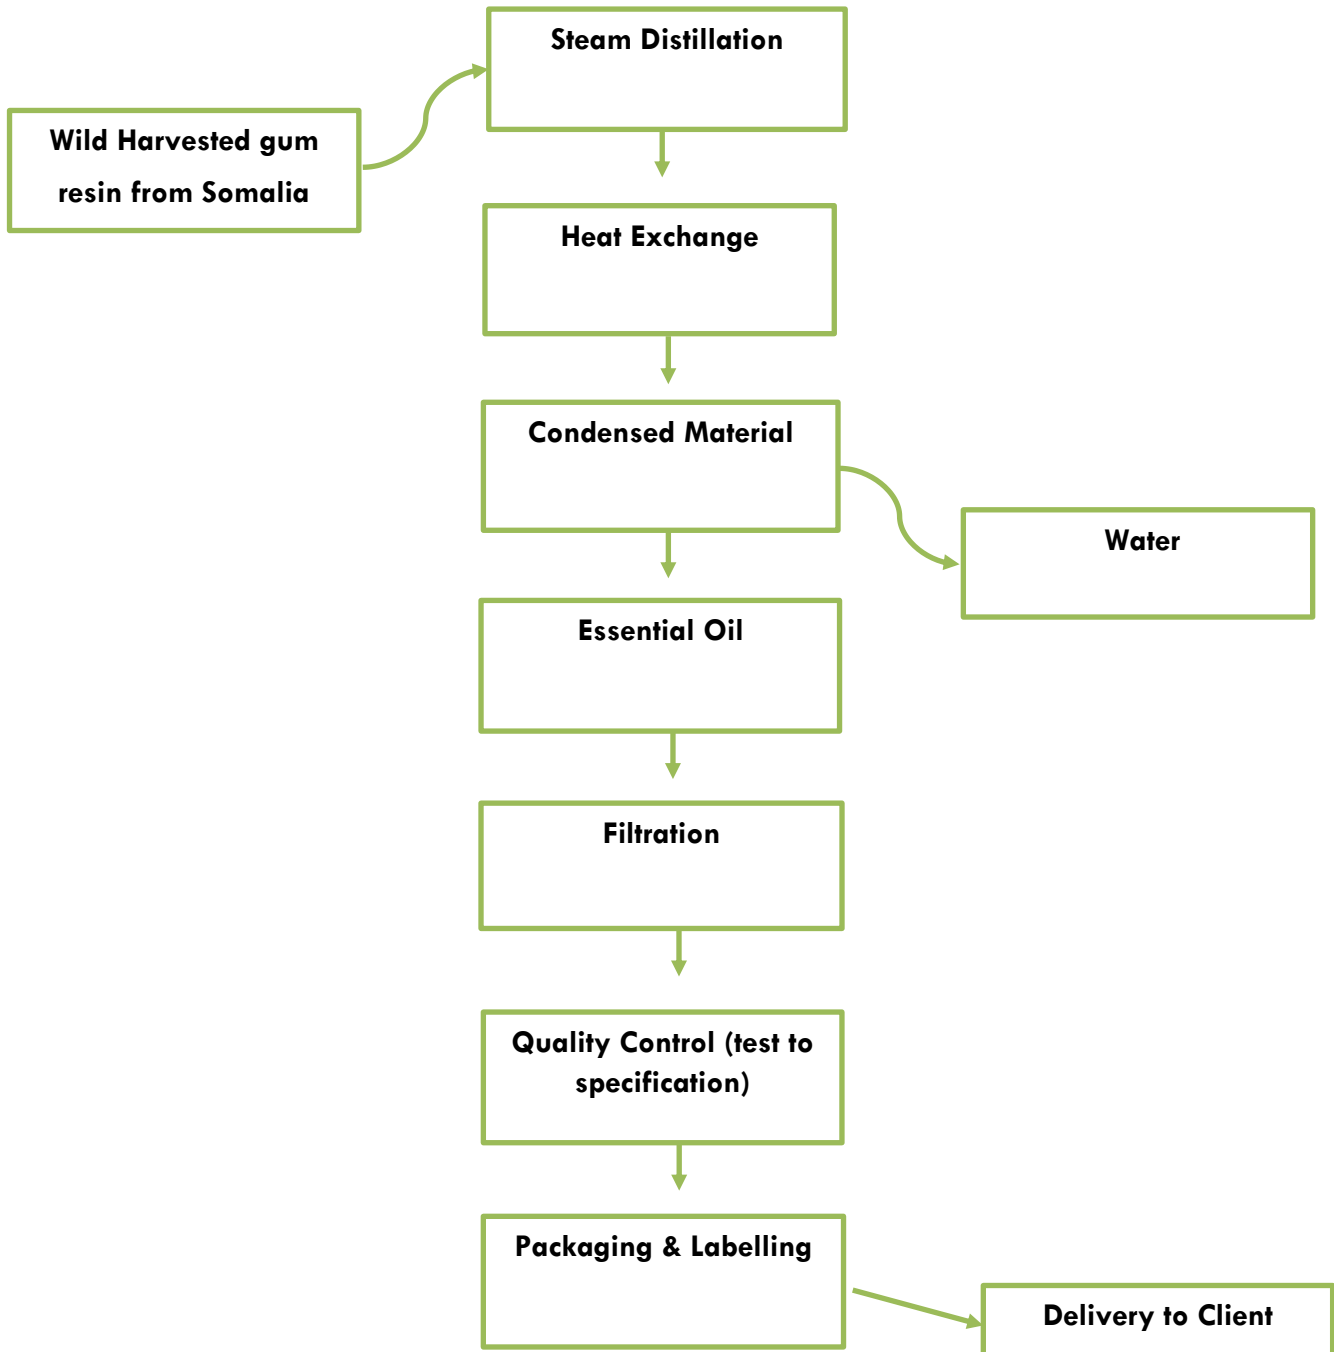 Steam Distillation
Wild Harvested gum
resin from Somalia
Heat Exchange
Condensed Material
Water
Essential Oil
Filtration
Quality Control (test to
specification)
Packaging & Labelling
Delivery to Client